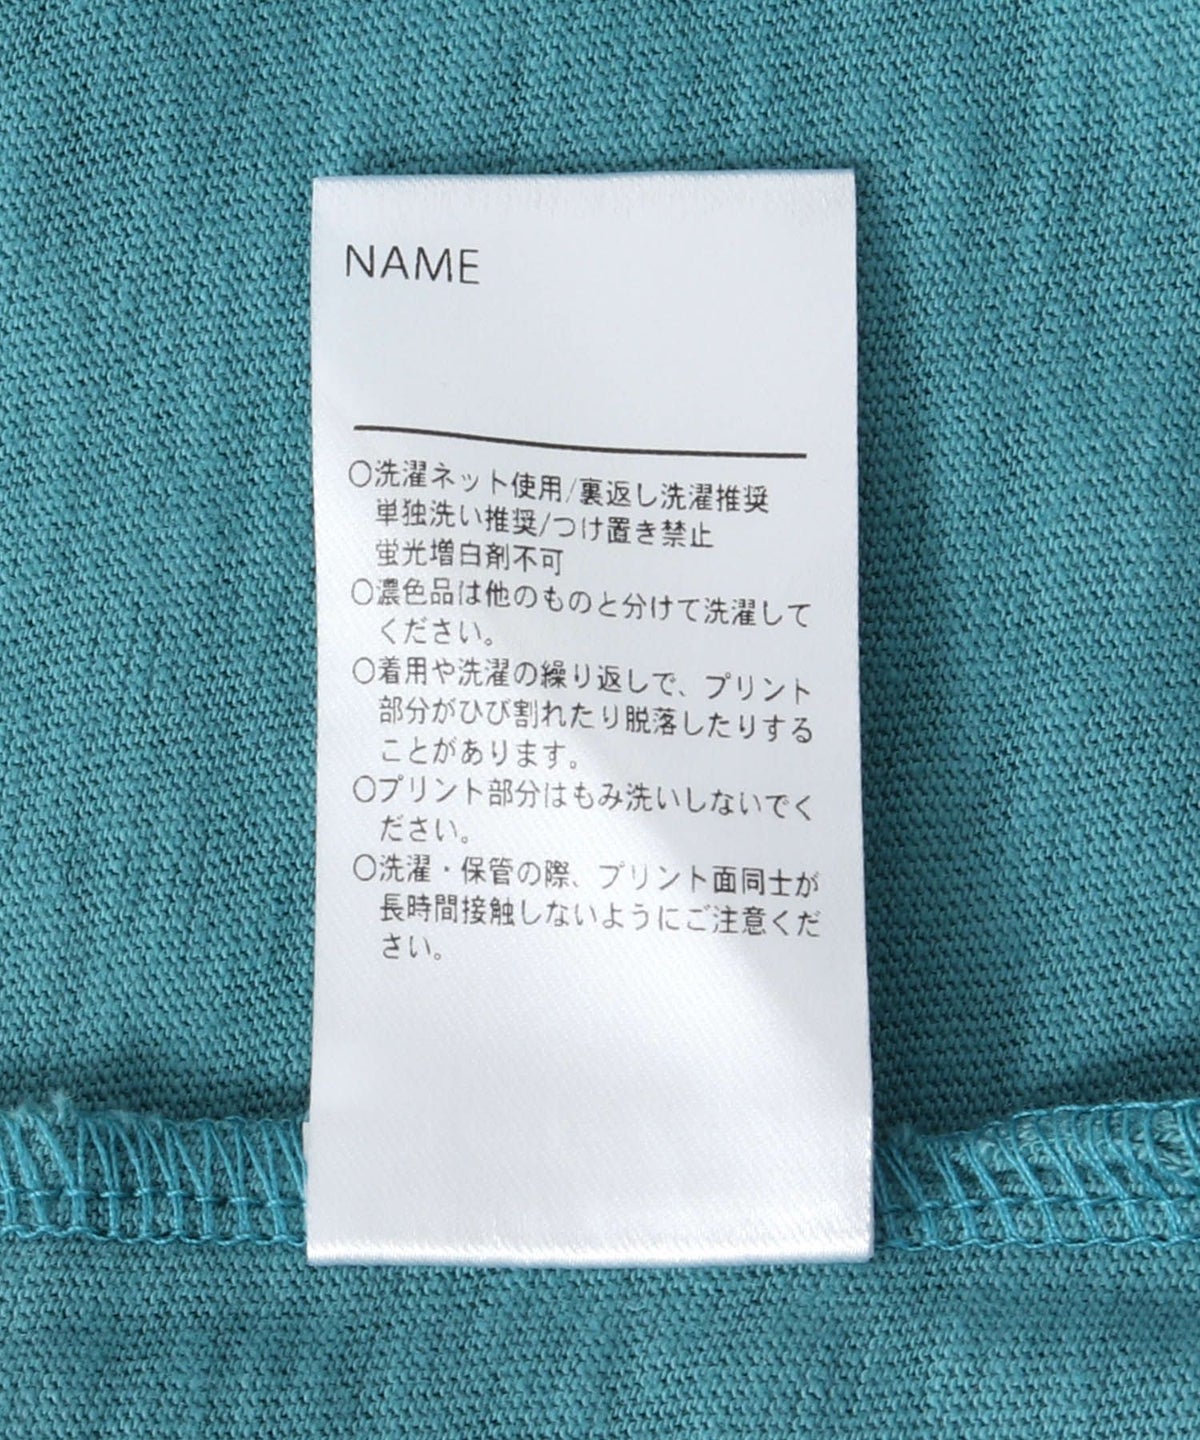 NAME
○洗濯ネット使用/裏返し洗濯推奨
単独洗い推奨/つけ置き禁止
蛍光増白剤不可
○濃色品は他のものと分けて洗濯して
ください。
○着用や洗濯の繰り返しで、プリント
部分がひび割れたり脱落したりする
ことがあります。
○プリント部分はもみ洗いしないでく
ださい。
○洗濯・保管の際、プリント面同士が
長時間接触しないようにご注意くだ
さい。